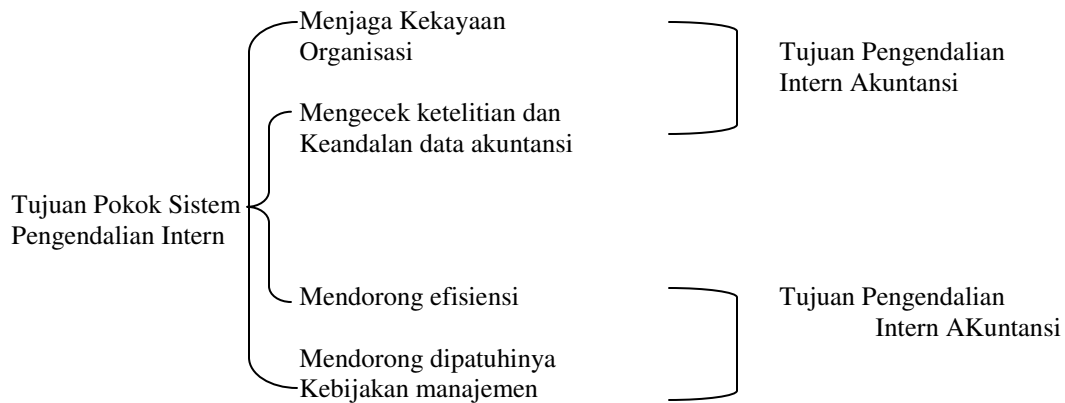 Menjaga Kekayaan
Organisasi
Tujuan Pengendalian
Intern Akuntansi
Mengecek ketelitian dan
Keandalan data akuntansi
Tujuan Pokok Sistem
Pengendalian Intern
Mendorong efisiensi
Tujuan Pengendalian
Intern AKuntansi
Mendorong dipatuhinya
Kebijakan manajemen